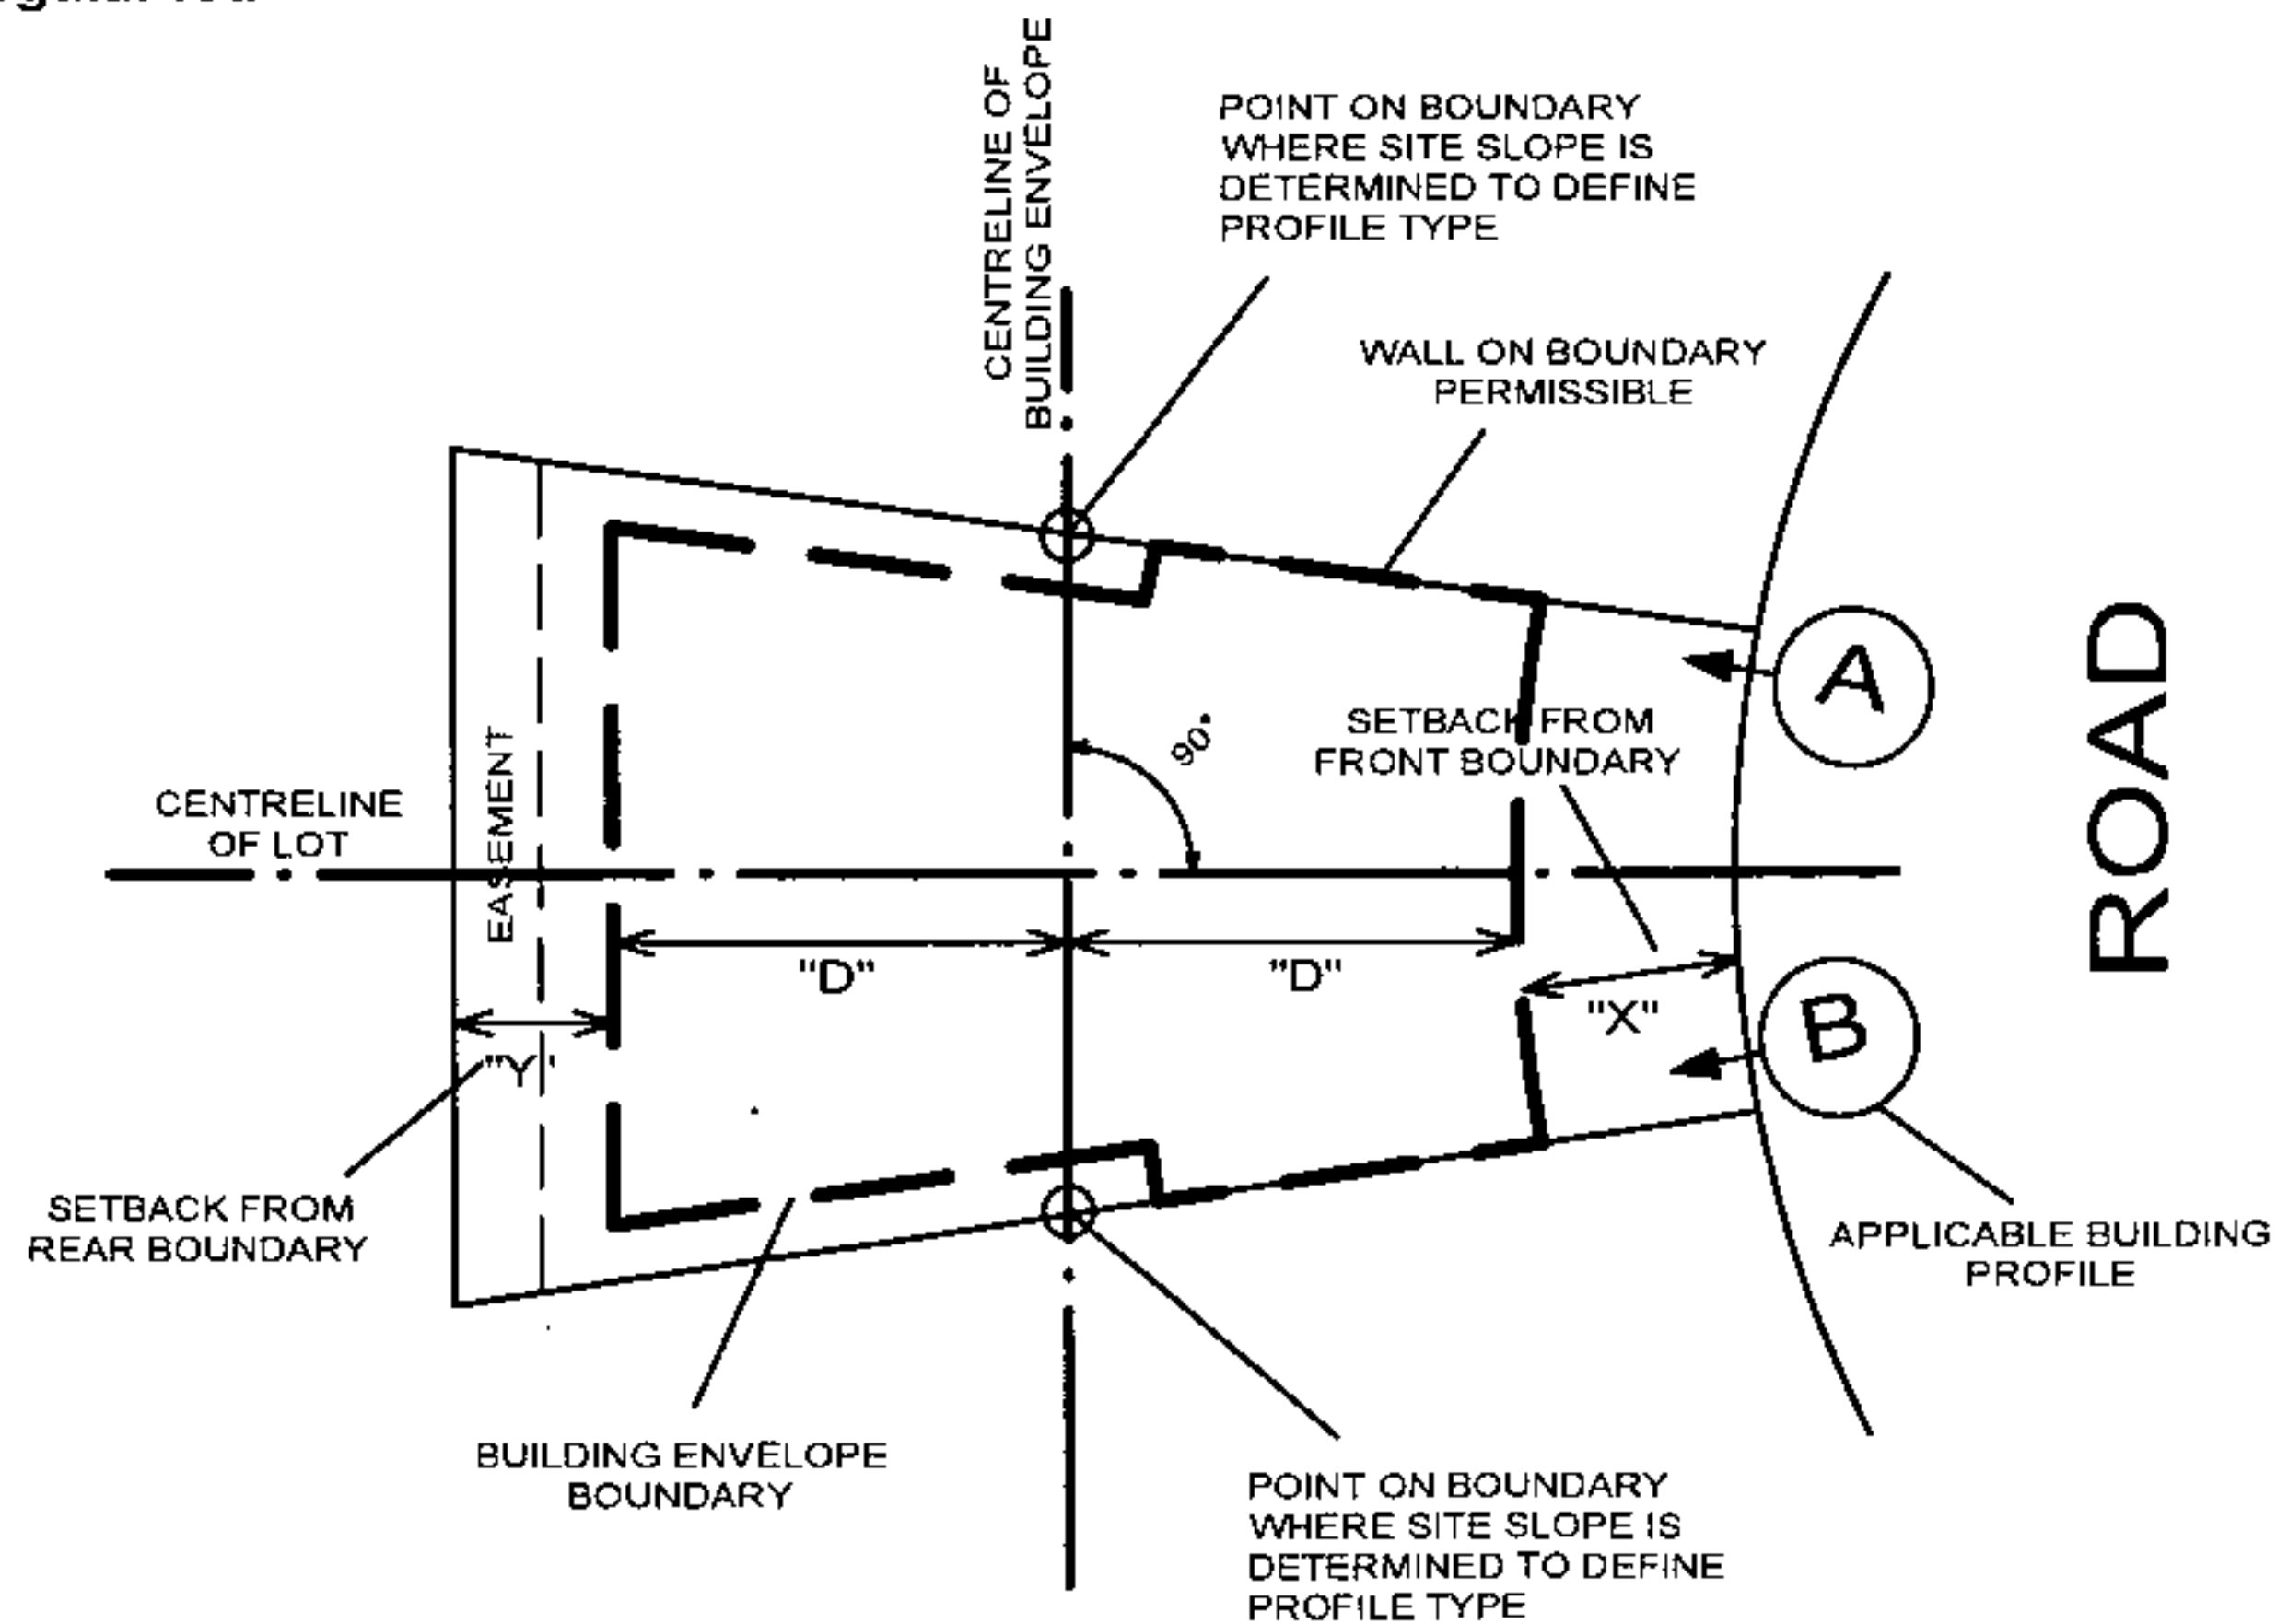 CENTRELINE OF
BUILDING ENVELOPE
POINT ON BOUNDARY
WHERE SITE SLOPE IS
DETERMINED TO DEFINE
PROFILE TYPE
WALL ON BOUNDARY
PERMISSIBLE
A
ROAD
90°
SETBACK FROM
FRONT BOUNDARY
CENTRELINE
OF LOT
EASEMENT
"D"
"D"
"X"
B
"Y"
SETBACK FROM
REAR BOUNDARY
APPLICABLE BUILDING
PROFILE
BUILDING ENVELOPE
BOUNDARY
POINT ON BOUNDARY
WHERE SITE SLOPE IS
DETERMINED TO DEFINE
PROFILE TYPE